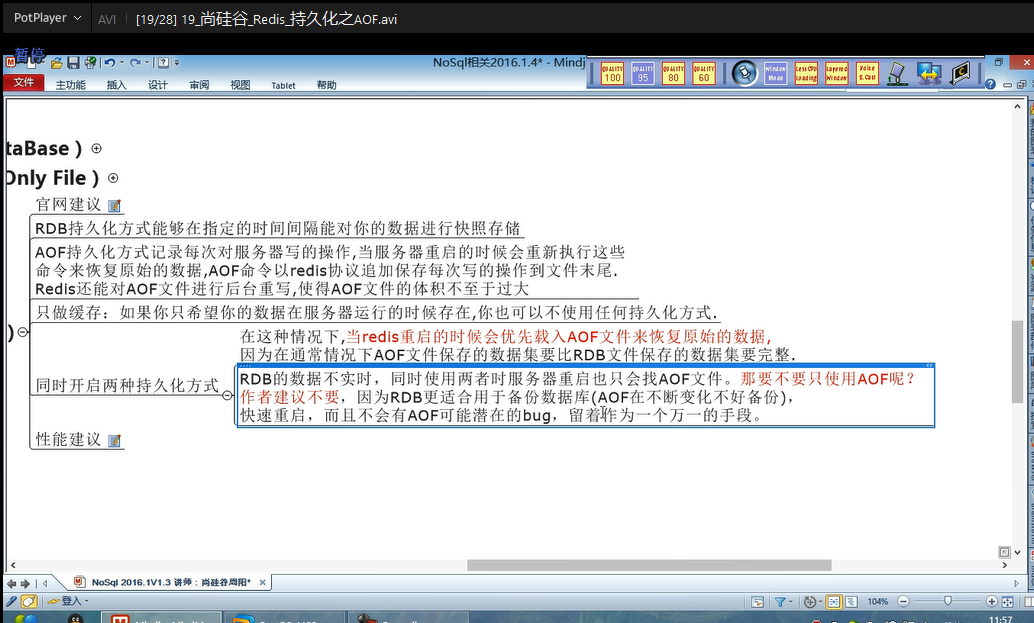 PotPlayer AVI [19/28] 19_尚硅谷_Redis_持久化之AOF.avi
暂停
NoSql相关2016.1.4* - Mindj
QUALITY 100 QUALITY 95 QUALITY 80 QUALITY 60 Window Mode LessCPU Loading Layered Window Voice E.Call
文件 主功能 插入 设计 审阅 视图 Tablet 帮助
taBase )
Only File )
官网建议
RDB持久化方式能够在指定的时间间隔能对你的数据进行快照存储
AOF持久化方式记录每次对服务器写的操作,当服务器重启的时候会重新执行这些
命令来恢复原始的数据,AOF命令以redis协议追加保存每次写的操作到文件末尾.
Redis还能对AOF文件进行后台重写,使得AOF文件的体积不至于过大
只做缓存：如果你只希望你的数据在服务器运行的时候存在,你也可以不使用任何持久化方式.
)
同时开启两种持久化方式
在这种情况下,当redis重启的时候会优先载入AOF文件来恢复原始的数据,
因为在通常情况下AOF文件保存的数据集要比RDB文件保存的数据集要完整.
RDB的数据不实时，同时使用两者时服务器重启也只会找AOF文件。那要不要只使用AOF呢？
作者建议不要，因为RDB更适合用于备份数据库(AOF在不断变化不好备份)，
快速重启，而且不会有AOF可能潜在的bug，留着作为一个万一的手段。
性能建议
NoSql 2016.1V1.3 讲师：尚硅谷周阳*
登入
104%
11:57